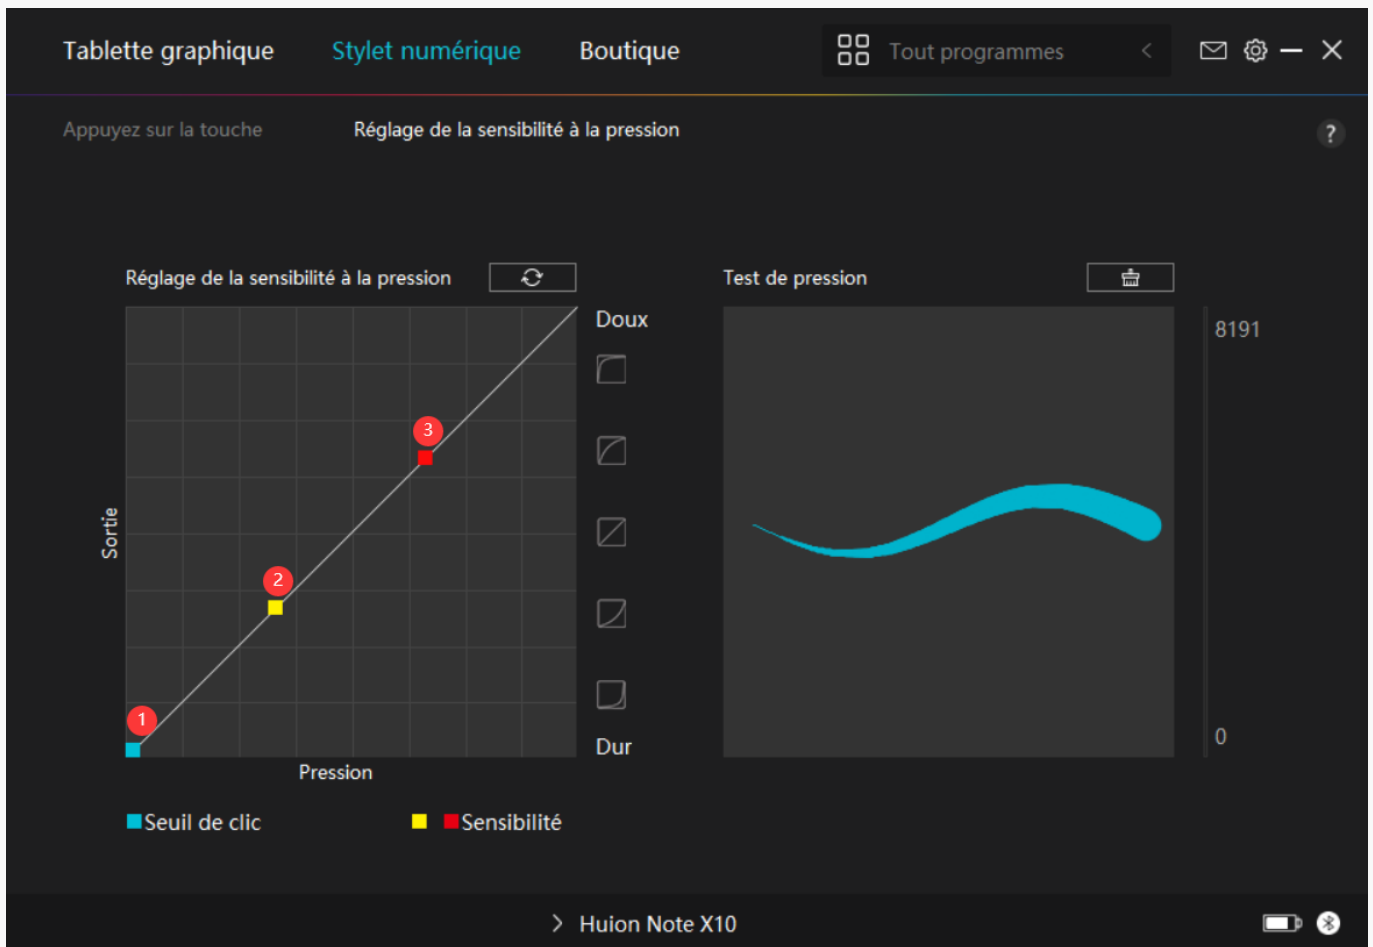 Tablette graphique Stylet numérique Boutique Tout programmes
Appuyez sur la touche Réglage de la sensibilité à la pression ?
Réglage de la sensibilité à la pression Test de pression
Doux
8191
3
Sortie
2
1
Dur
0
Pression
Seuil de clic Sensibilité
Huion Note X10